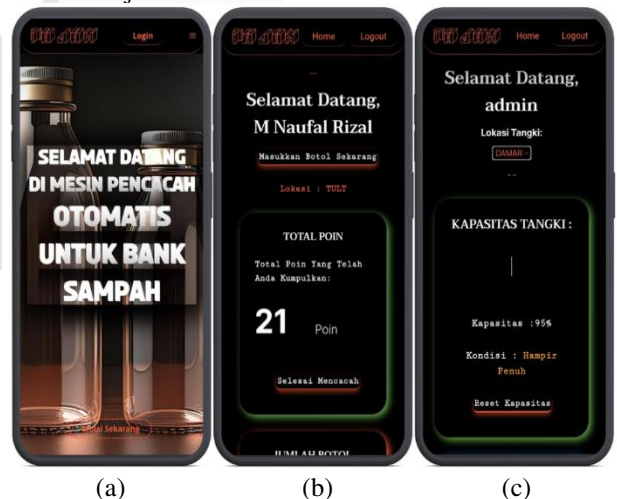 Login
SELAMAT DATANG
DI MESIN PENCACAH
OTOMATIS
UNTUK BANK
SAMPAH
Sekarang
(a)
Home Logout
Selamat Datang,
M Naufal Rizal
Masukkan Botol Sekarang
Lokasi : TULT
TOTAL POIN
Total Poin Yang Telah
Anda Kumpulkan:
21 Poin
Selesai Mencacah
JUMLAH BOTOL
(b)
Home Logout
Selamat Datang,
admin
Lokasi Tangki:
DAMAR
--
KAPASITAS TANGKI :
Kapasitas :95%
Kondisi : Hampir
Penuh
Reset Kapasitas
(c)